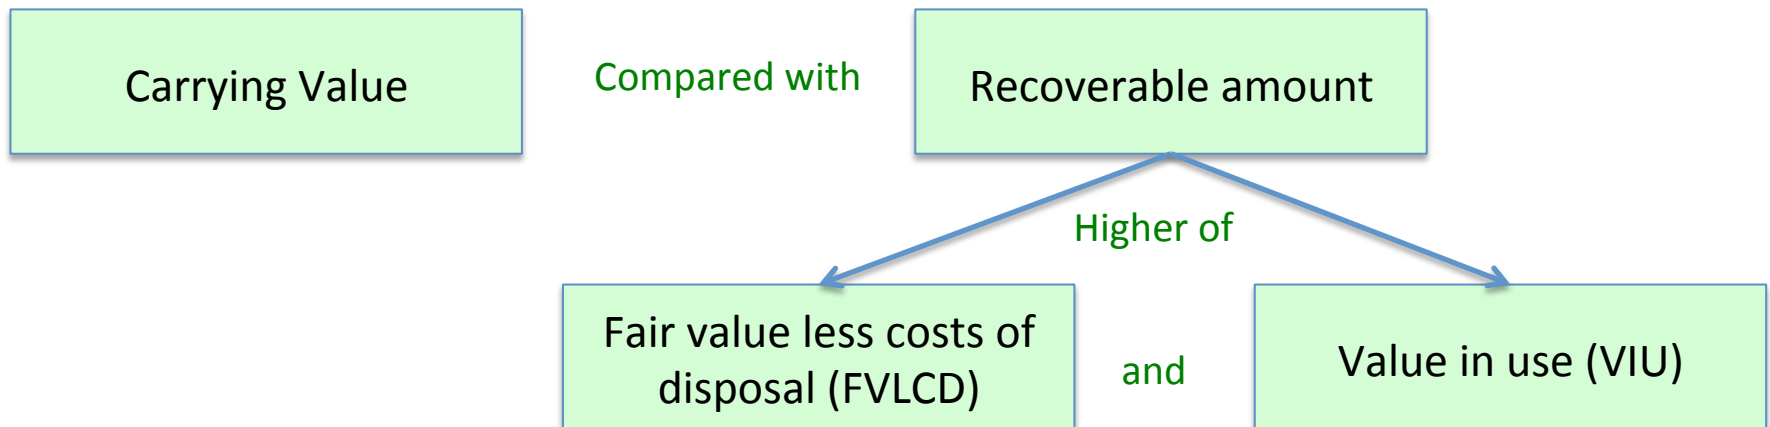 Carrying Value
Compared with
Recoverable amount
Higher of
Fair value less costs of
disposal (FVLCD)
and
Value in use (VIU)